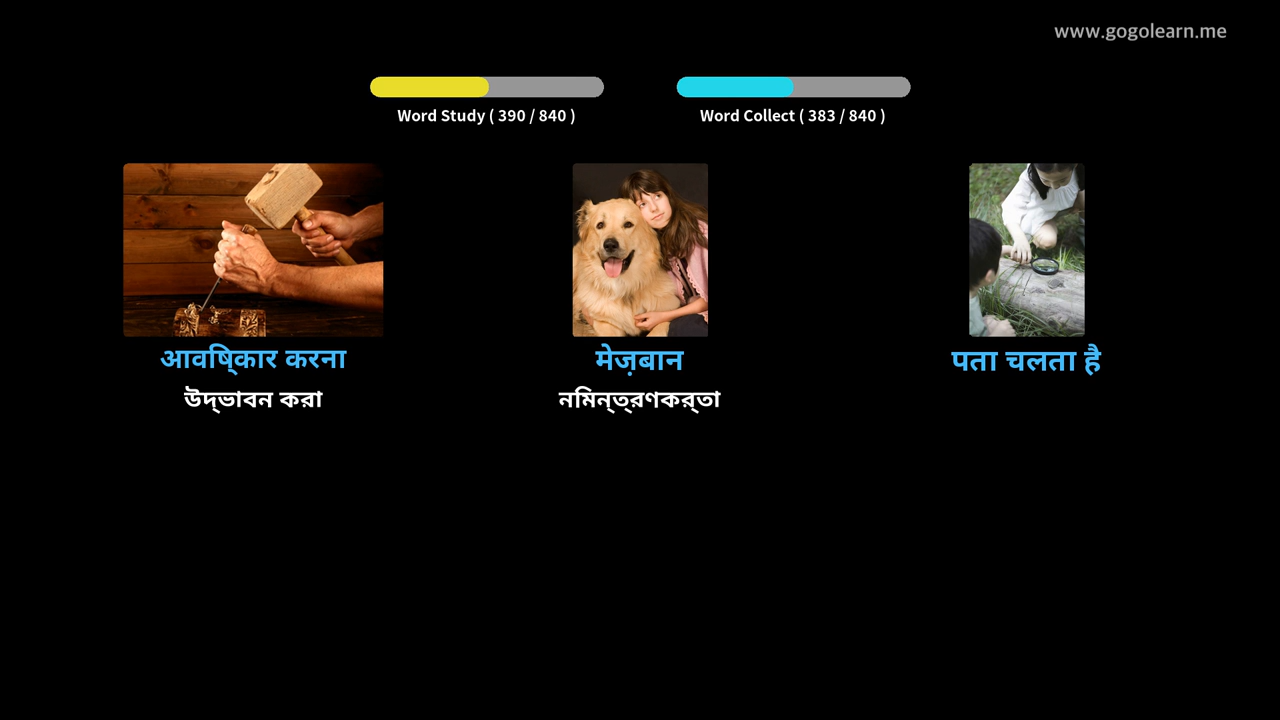 www.gogolearn.me
Word Study ( 390 / 840 )
Word Collect ( 383 / 840 )
आविष्कार करना
मेज़बान
पता चलता है
উদ্ভাবন করা
নিমন্ত্রণকর্তা